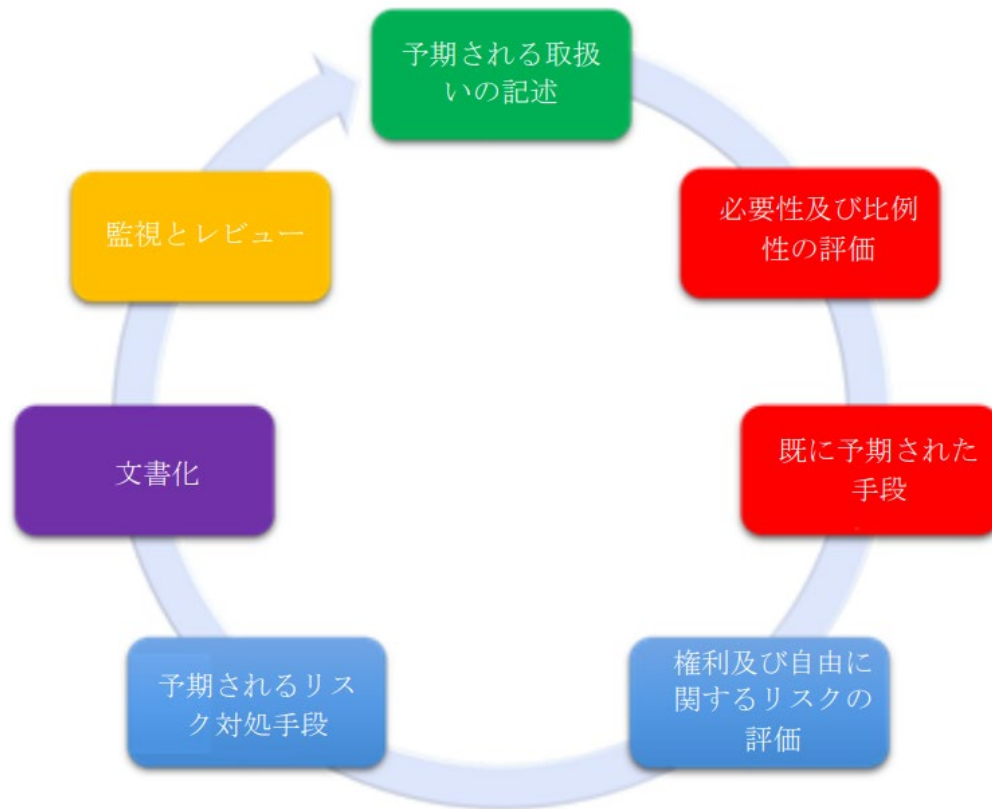 予期される取扱
いの記述
必要性及び比例
性の評価
既に予期された
手段
権利及び自由に
関するリスクの
評価
予期されるリス
ク対処手段
文書化
監視とレビュー